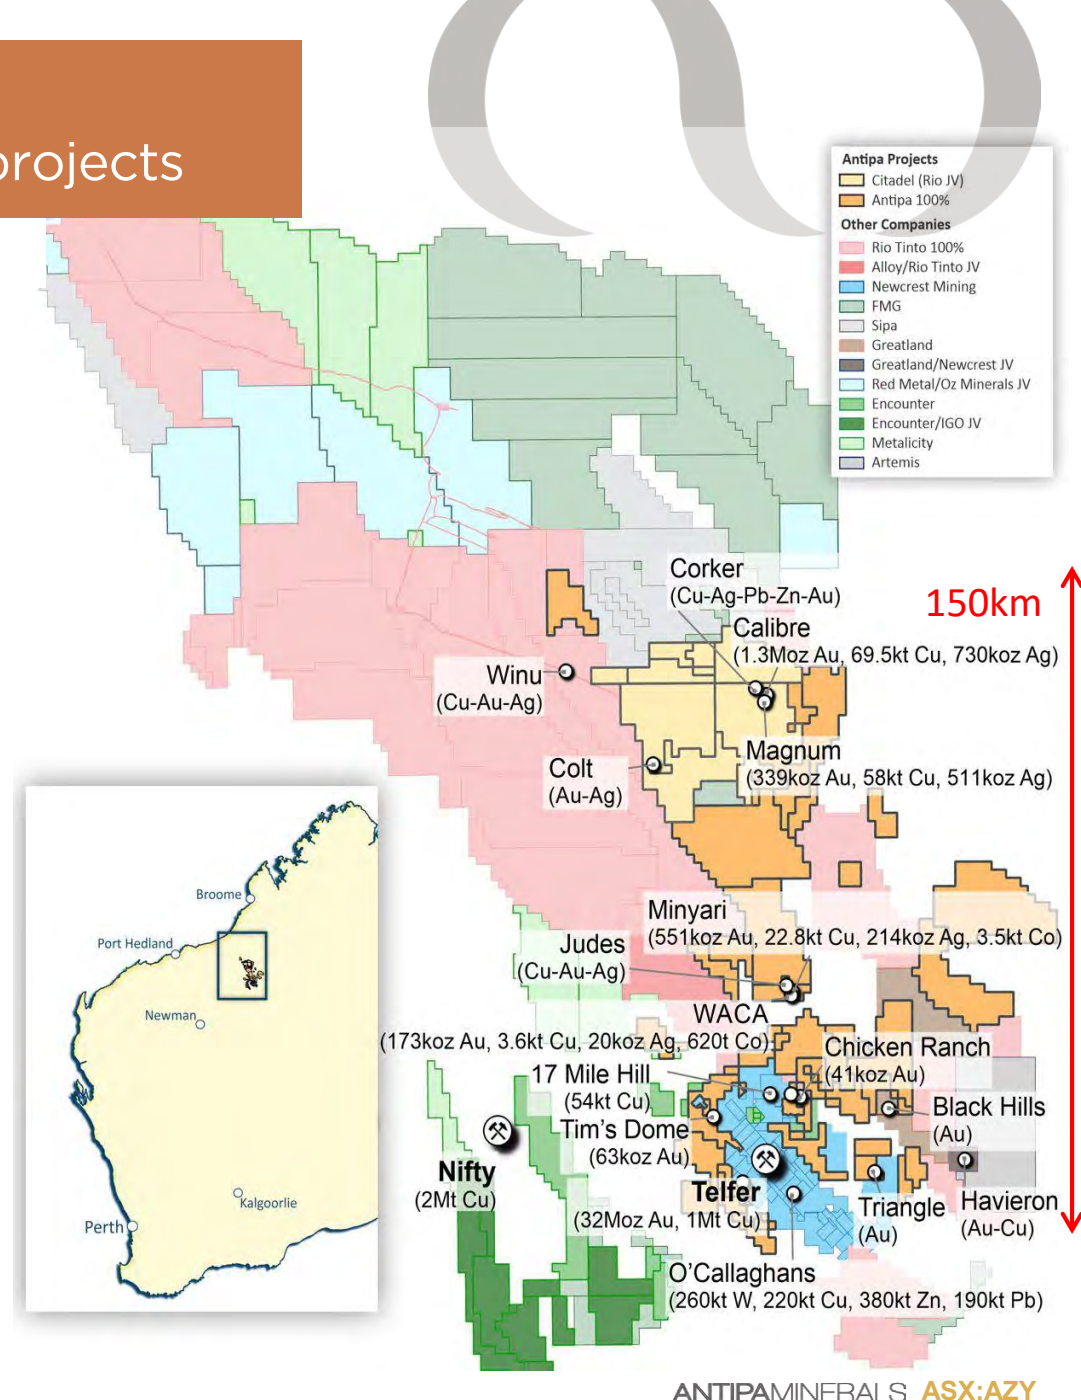 projects
Antipa Projects
Citadel (Rio JV)
Antipa 100%
Other Companies
Rio Tinto 100%
Alloy/Rio Tinto JV
Newcrest Mining
FMG
Sipa
Greatland
Greatland/Newcrest JV
Red Metal/Oz Minerals JV
Encounter
Encounter/IGO JV
Metalicity
Artemis
Corker
(Cu-Ag-Pb-Zn-Au)
150km
Calibre
(1.3Moz Au, 69.5kt Cu, 730koz Ag)
Winu
(Cu-Au-Ag)
Magnum
(339koz Au, 58kt Cu, 511koz Ag)
Colt
(Au-Ag)
Minyari
(551koz Au, 22.8kt Cu, 214koz Ag, 3.5kt Co)
Judes
(Cu-Au-Ag)
WACA
(173koz Au, 3.6kt Cu, 20koz Ag, 620t Co)
Chicken Ranch
(41koz Au)
17 Mile Hill
(54kt Cu)
Black Hills
(Au)
Tim's Dome
(63koz Au)
Nifty
(2Mt Cu)
Telfer
(32Moz Au, 1Mt Cu)
Triangle
(Au)
Havieron
(Au-Cu)
O'Callaghans
(260kt W, 220kt Cu, 380kt Zn, 190kt Pb)
Broome
Port Hedland
Newman
Kalgoorlie
Perth
ANTIPAMINERALS ASX:AZY